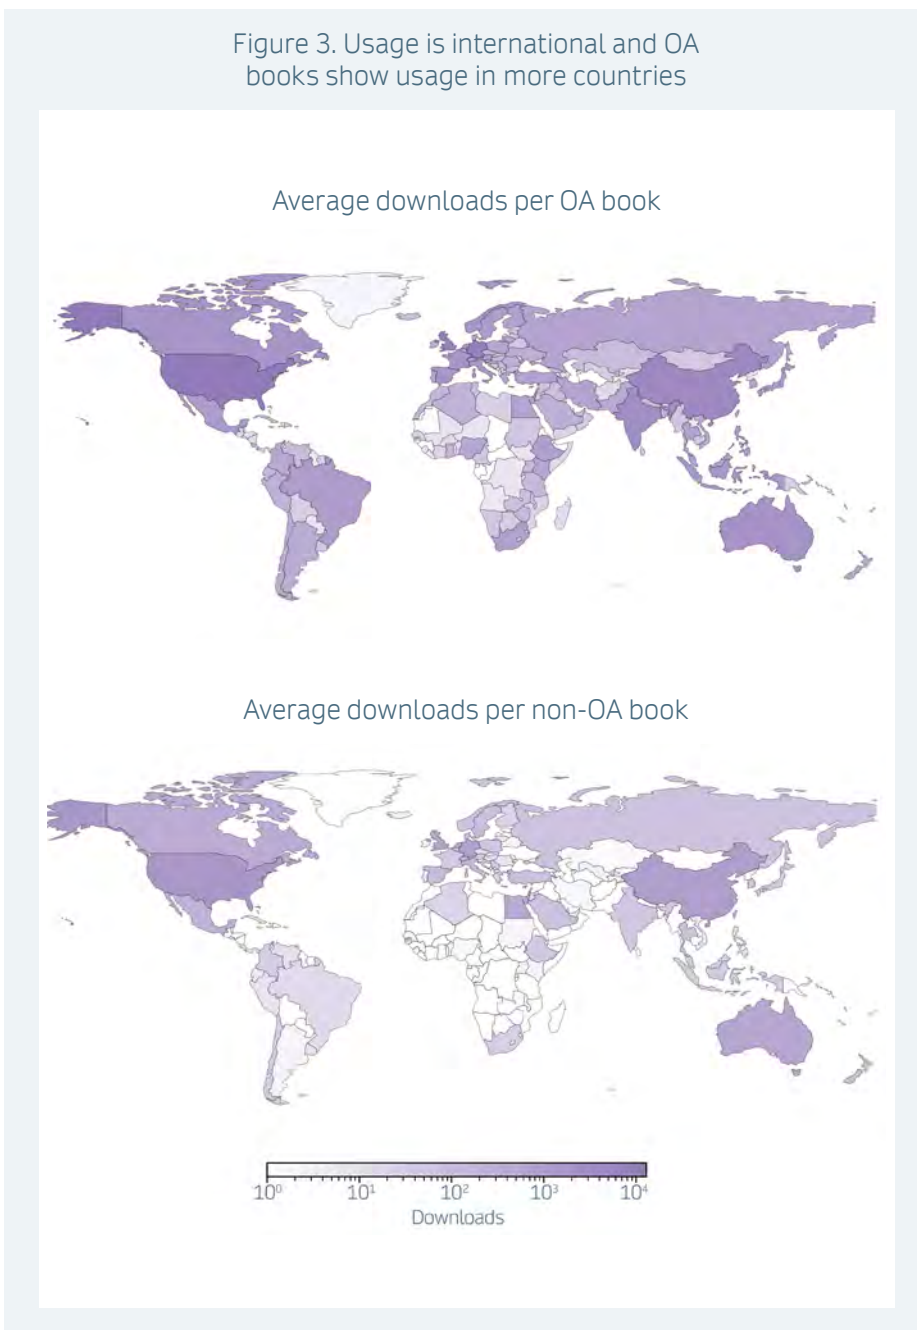 Figure 3. Usage is international and OA
books show usage in more countries
Average downloads per OA book
Average downloads per non-OA book
10⁰ 10¹ 10² 10³ 10⁴
Downloads